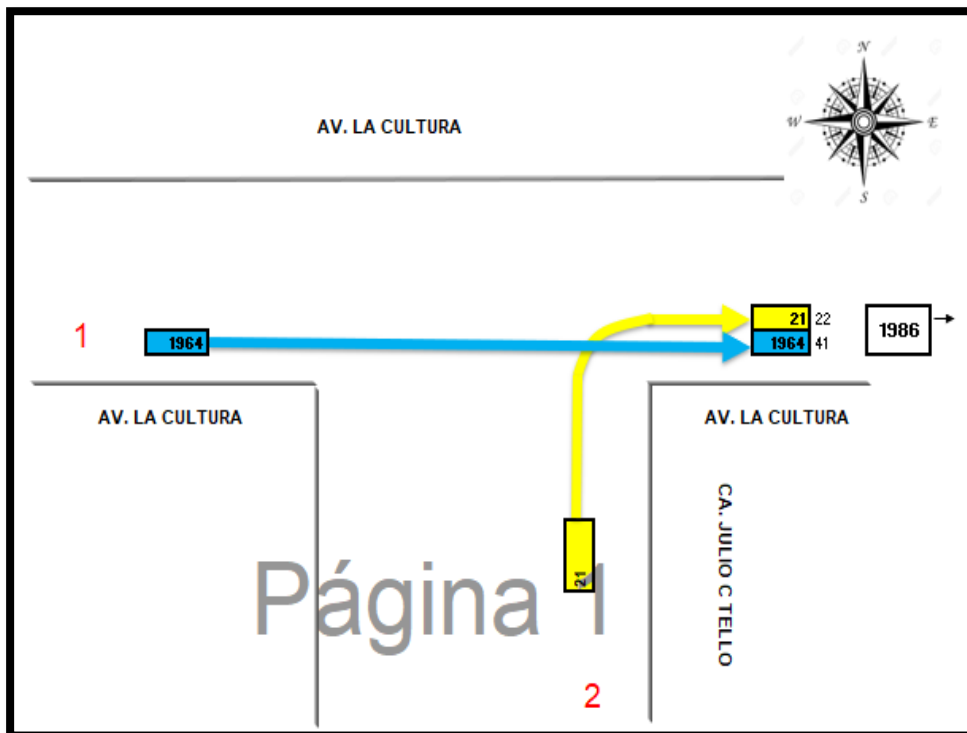 N
W E
S
AV. LA CULTURA
1
1964
21 22
1964 41
1986
AV. LA CULTURA
AV. LA CULTURA
CA. JULIO C TELLO
21
Página 1
2